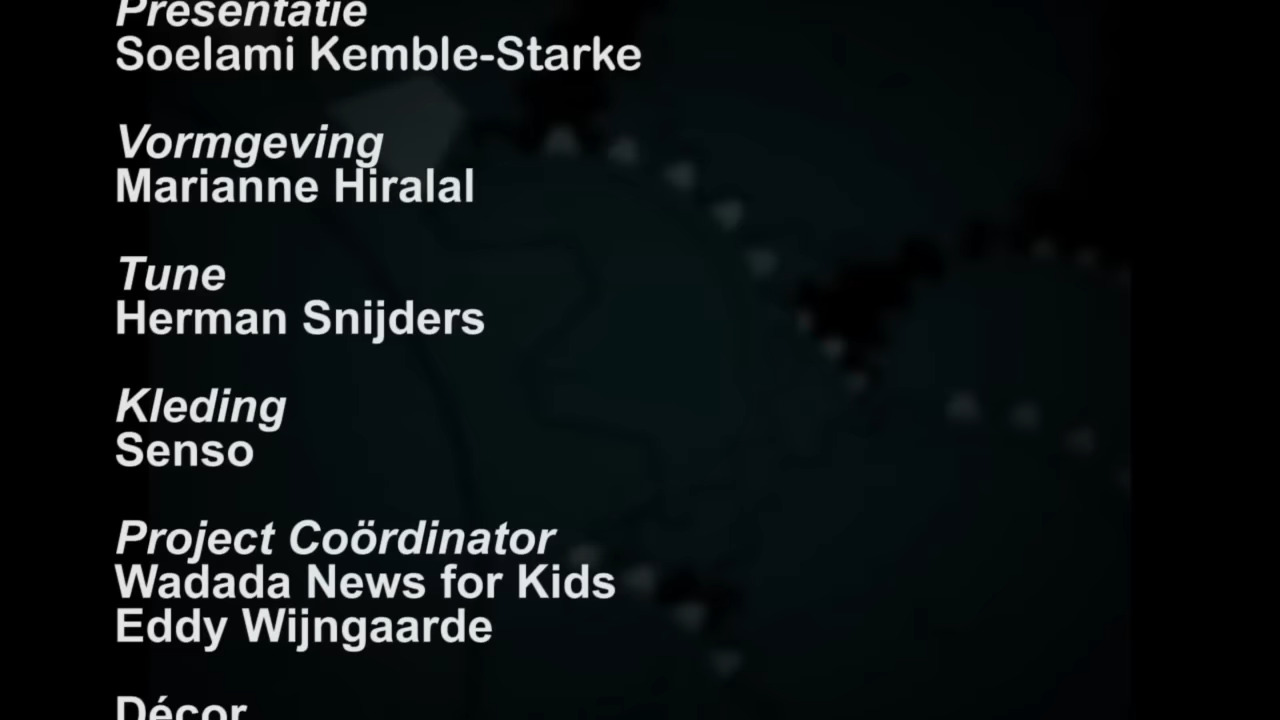 Presentatie
Soelami Kemble-Starke
Vormgeving
Marianne Hiralal
Tune
Herman Snijders
Kleding
Senso
Project Coördinator
Wadada News for Kids
Eddy Wijngaarde
Décor